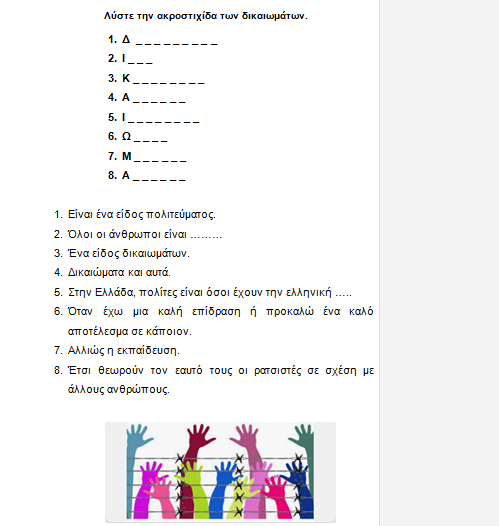 Λύστε την ακροστιχίδα των δικαιωμάτων.
1. Δ _ _ _ _ _ _ _ _ _
2. Ι _ _ _
3. Κ _ _ _ _ _ _ _ _
4. Α _ _ _ _ _ _
5. Ι _ _ _ _ _ _ _ _
6. Ω _ _ _ _
7. Μ _ _ _ _ _ _
8. Α _ _ _ _ _ _
1. Είναι ένα είδος πολιτεύματος.
2. Όλοι οι άνθρωποι είναι ………
3. Ένα είδος δικαιωμάτων.
4. Δικαιώματα και αυτά.
5. Στην Ελλάδα, πολίτες είναι όσοι έχουν την ελληνική …..
6. Όταν έχω μια καλή επίδραση ή προκαλώ ένα καλό
αποτέλεσμα σε κάποιον.
7. Αλλιώς η εκπαίδευση.
8. Έτσι θεωρούν τον εαυτό τους οι ρατσιστές σε σχέση με
άλλους ανθρώπους.